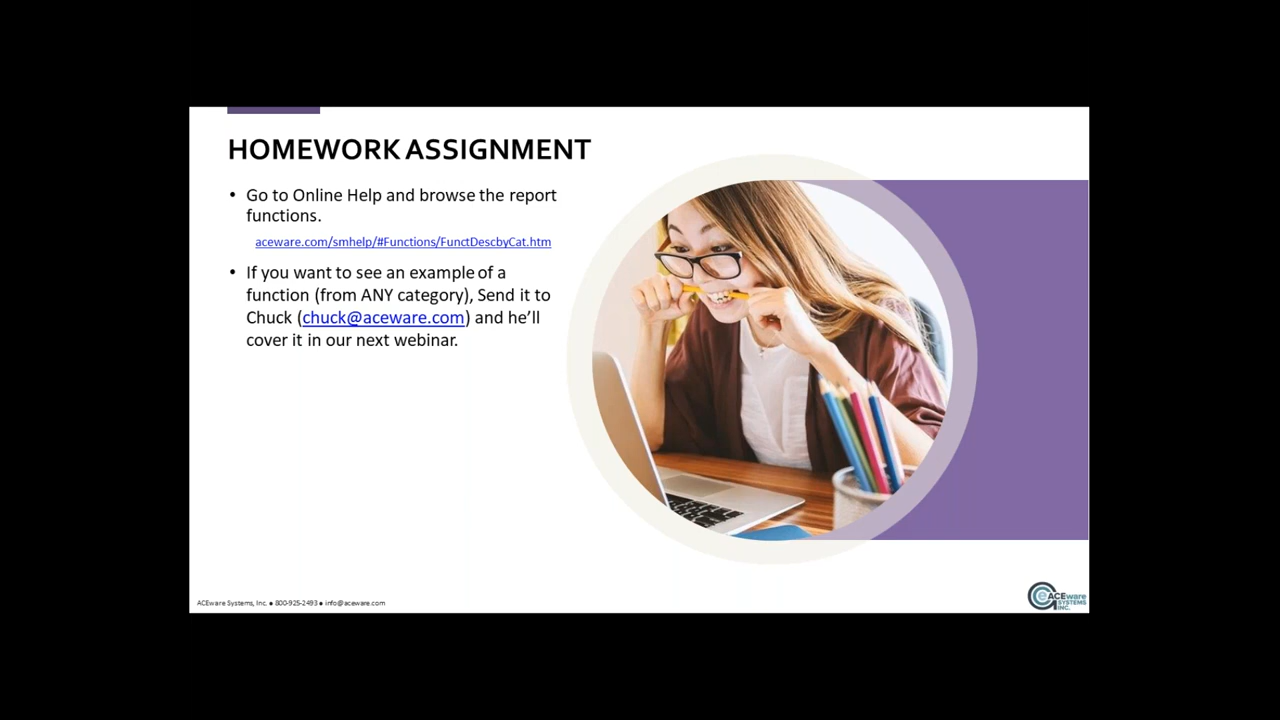 HOMEWORK ASSIGNMENT
• Go to Online Help and browse the report
functions.
aceware.com/smhelp/#Functions/FunctDescbyCat.htm
• If you want to see an example of a
function (from ANY category), Send it to
Chuck (chuck@aceware.com) and he’ll
cover it in our next webinar.
ACEware Systems, Inc. ● 800-925-2493 ● info@aceware.com
eACEware
SYSTEMS
INC.